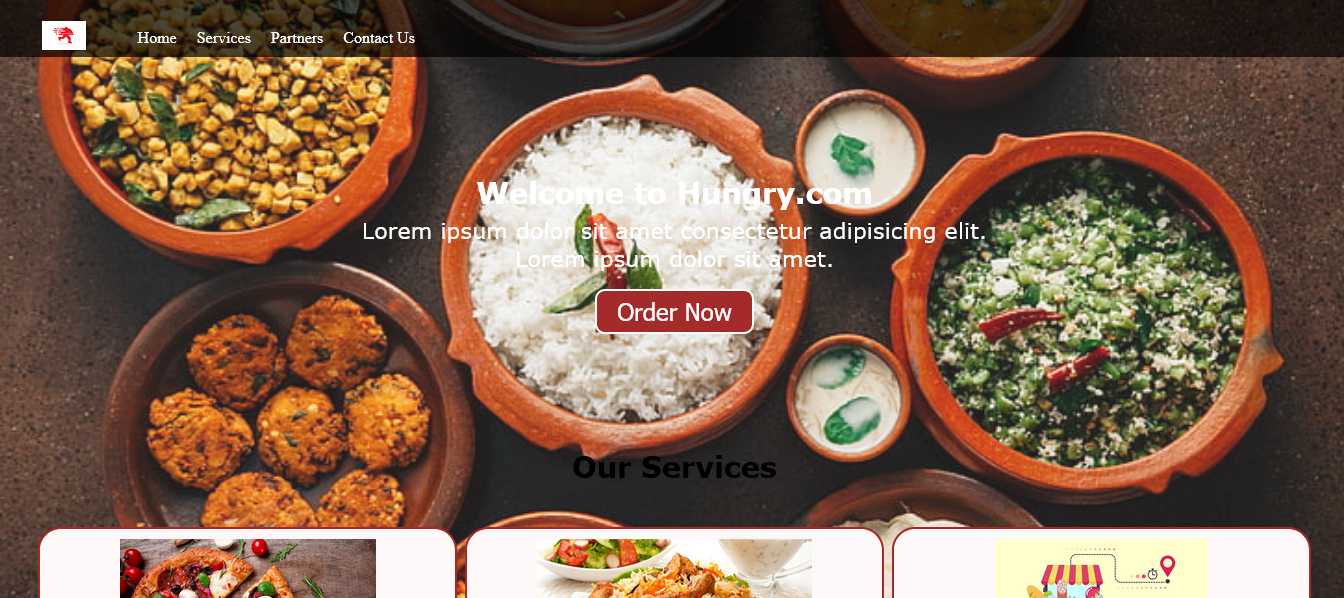 Home Services Partners Contact Us
Welcome to Hungry.com
Lorem ipsum dolor sit amet consectetur adipisicing elit.
Lorem ipsum dolor sit amet.
Order Now
Our Services